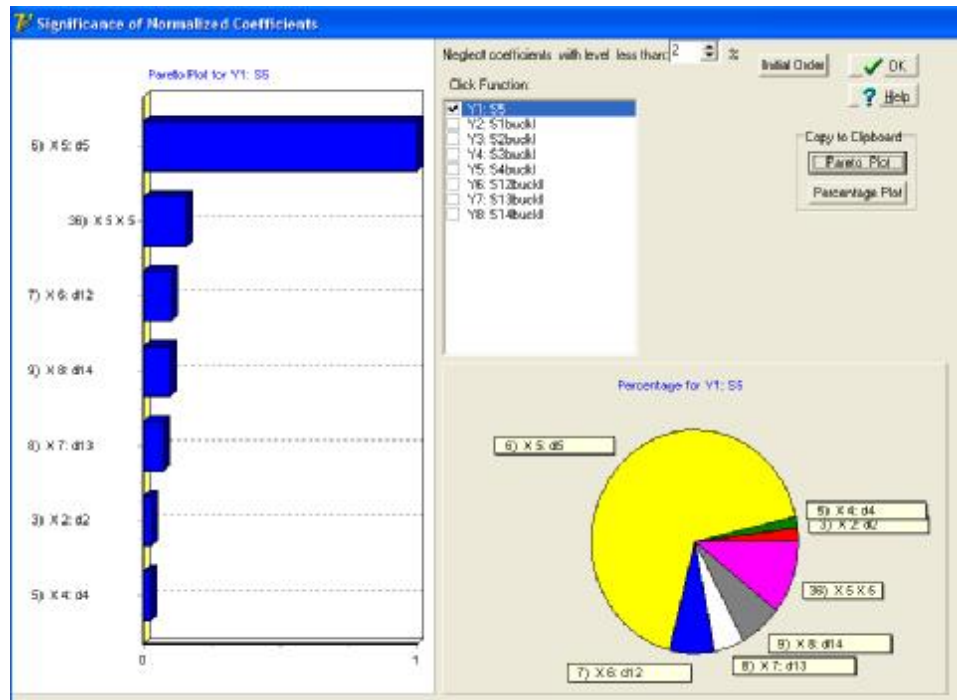 Significance of Normalized Coefficients
Pareto Plot for Y1: S5
6) X 5: d5
36) X 5 X 5
7) X 6: d12
9) X 8: d14
8) X 7: d13
3) X 2: d2
5) X 4: d4
0
1
Neglect coefficients with level less than: 2 %
Initial Order
OK
Help
Click Function:
Y1: S5
Y2: S1buckl
Y3: S2buckl
Y4: S3buckl
Y5: S4buckl
Y6: S12buckl
Y7: S13buckl
Y8: S14buckl
Copy to Clipboard
Pareto Plot
Percentage Plot
Percentage for Y1: S5
6) X 5: d5
5) X 4: d4
3) X 2: d2
36) X 5 X 5
9) X 8: d14
8) X 7: d13
7) X 6: d12